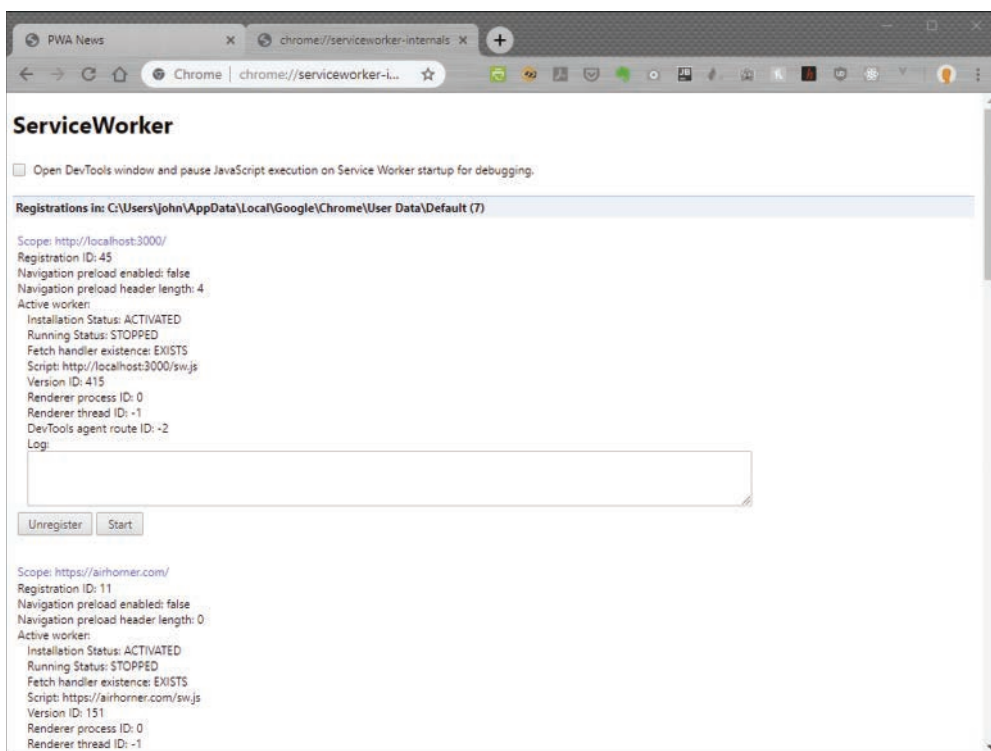 PWA News
chrome://serviceworker-internals
Chrome | chrome://serviceworker-i...
ServiceWorker
Open DevTools window and pause JavaScript execution on Service Worker startup for debugging.
Registrations in: C:\Users\john\AppData\Local\Google\Chrome\User Data\Default (7)
Scope: http://localhost:3000/
Registration ID: 45
Navigation preload enabled: false
Navigation preload header length: 4
Active worker:
Installation Status: ACTIVATED
Running Status: STOPPED
Fetch handler existence: EXISTS
Script: http://localhost:3000/sw.js
Version ID: 415
Renderer process ID: 0
Renderer thread ID: -1
DevTools agent route ID: -2
Log:
Unregister Start
Scope: https://airhorner.com/
Registration ID: 11
Navigation preload enabled: false
Navigation preload header length: 0
Active worker:
Installation Status: ACTIVATED
Running Status: STOPPED
Fetch handler existence: EXISTS
Script: https://airhorner.com/sw.js
Version ID: 151
Renderer process ID: 0
Renderer thread ID: -1